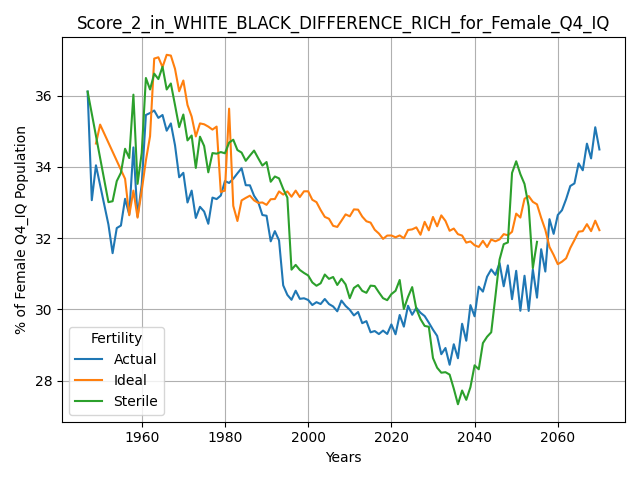 Score_2_in_WHITE_BLACK_DIFFERENCE_RICH_for_Female_Q4_IQ
% of Female Q4_IQ Population
36
34
32
30
28
Fertility
Actual
Ideal
Sterile
1960 1980 2000 2020 2040 2060
Years